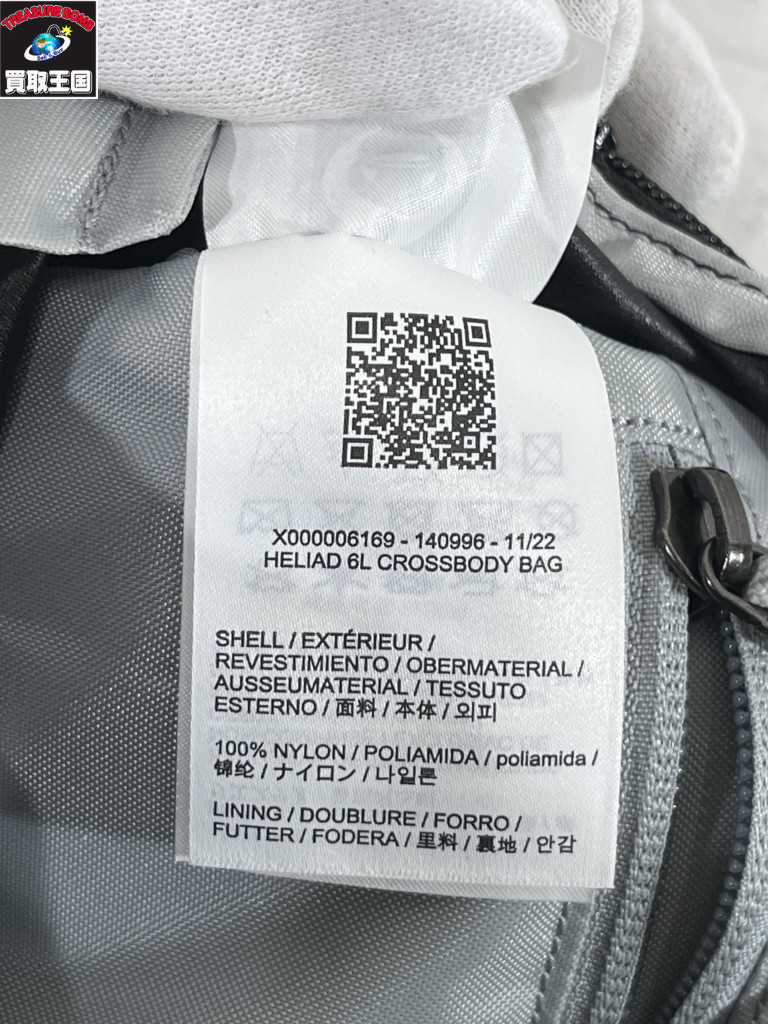 TREASURE BOMB
買取王国
X000006169 - 140996 - 11/22
HELIAD 6L CROSSBODY BAG
SHELL / EXTÉRIEUR /
REVESTIMIENTO / OBERMATERIAL /
AUSSEUMATERIAL / TESSUTO
ESTERNO / 面料 / 本体 / 외피
100% NYLON / POLIAMIDA / poliamida /
锦纶 / ナイロン / 나일론
LINING / DOUBLURE / FORRO /
FUTTER / FODERA / 里料 / 裏地 / 안감